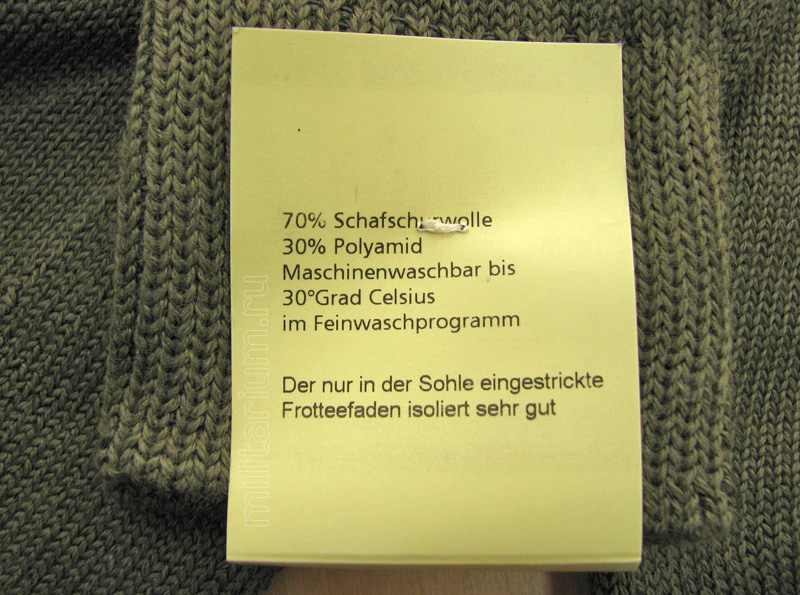 70% Schafschurwolle
30% Polyamid
Maschinenwaschbar bis
30°Grad Celsius
im Feinwaschprogramm
Der nur in der Sohle eingestrickte
Frotteefaden isoliert sehr gut
militarium.ru